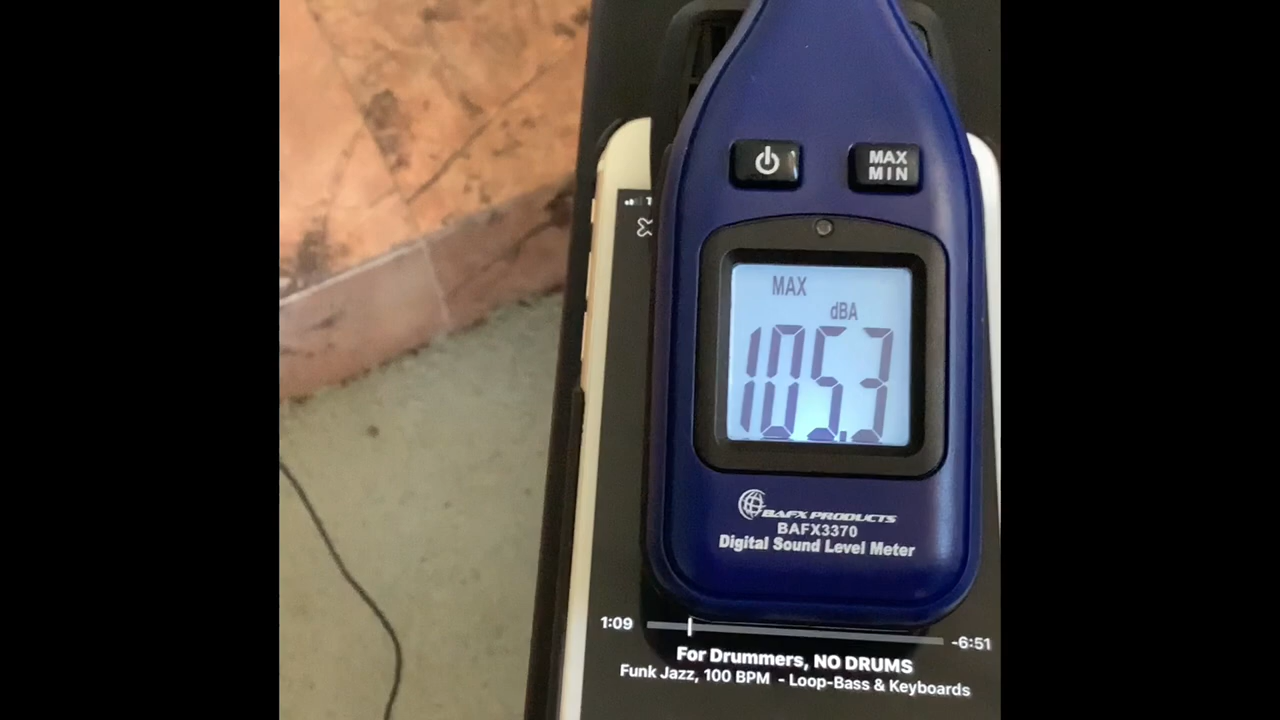 MAX
MIN
MAX
dBA
105.3
BAFX PRODUCTS
BAFX3370
Digital Sound Level Meter
1:09
-6:51
For Drummers, NO DRUMS
Funk Jazz, 100 BPM - Loop-Bass & Keyboards